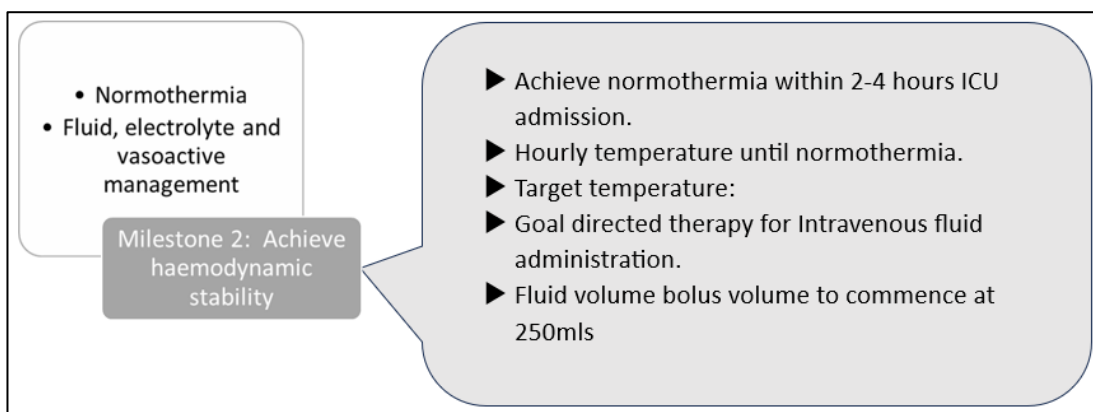 • Normothermia
• Fluid, electrolyte and
vasoactive
management
Milestone 2:  Achieve
haemodynamic
stability
▶ Achieve normothermia within 2-4 hours ICU
admission.
▶ Hourly temperature until normothermia.
▶ Target temperature:
▶ Goal directed therapy for Intravenous fluid
administration.
▶ Fluid volume bolus volume to commence at
250mls